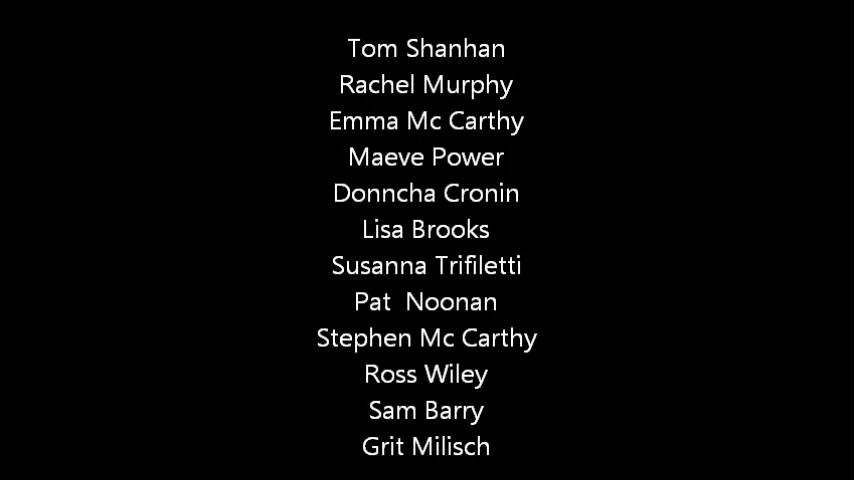 Tom Shanhan
Rachel Murphy
Emma Mc Carthy
Maeve Power
Donncha Cronin
Lisa Brooks
Susanna Trifiletti
Pat  Noonan
Stephen Mc Carthy
Ross Wiley
Sam Barry
Grit Milisch